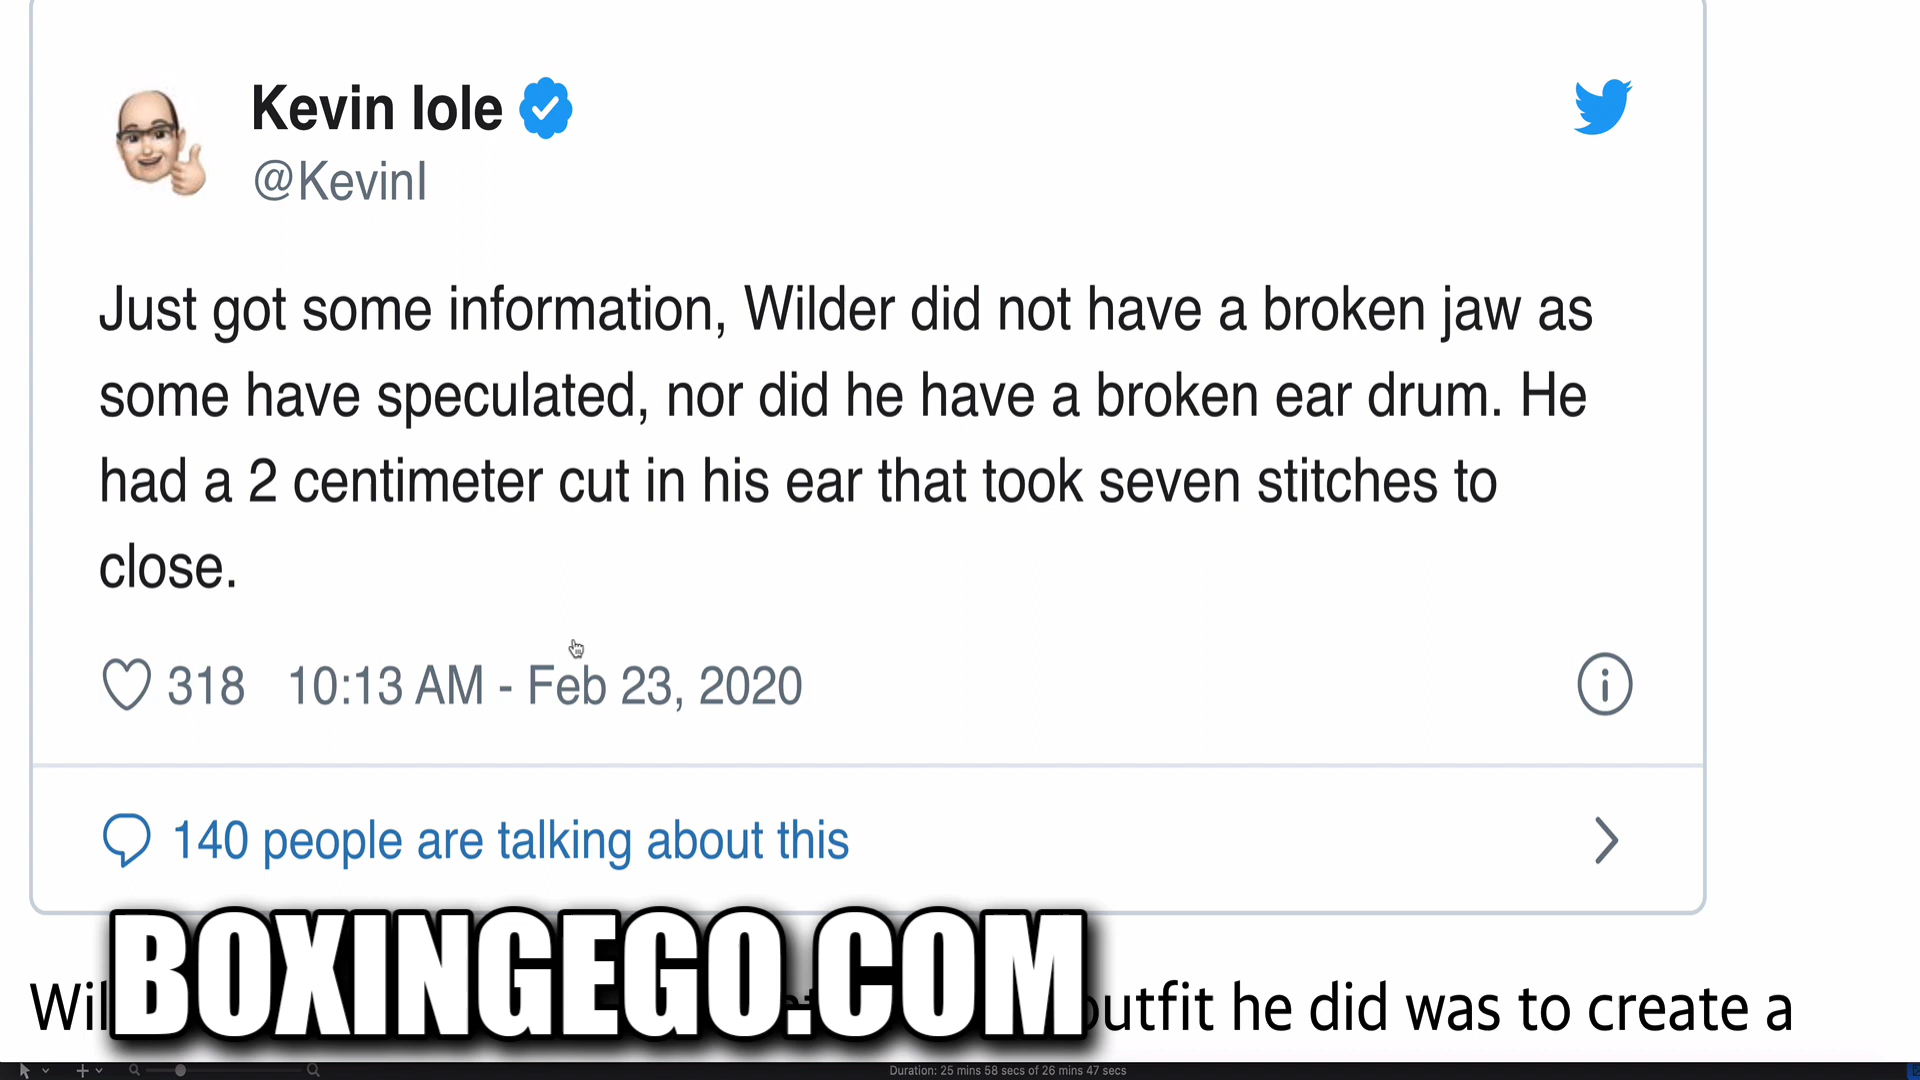 Kevin Iole
@KevinI
Just got some information, Wilder did not have a broken jaw as
some have speculated, nor did he have a broken ear drum. He
had a 2 centimeter cut in his ear that took seven stitches to
close.
318 10:13 AM - Feb 23, 2020
140 people are talking about this
BOXINGEGO.COM
outfit he did was to create a
Duration: 25 mins 58 secs of 26 mins 47 secs